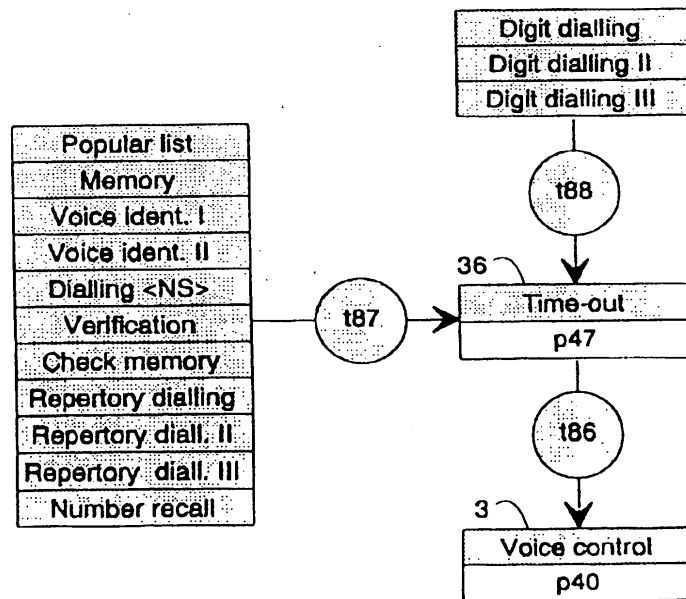 Digit dialling
Digit dialling II
Digit dialling III
t88
Popular list
Memory
Voice Ident. I
Voice ident. II
Dialling <NS>
Verification
Check memory
Repertory dialling
Repertory diall. II
Repertory diall. III
Number recall
t87
36
Time-out
p47
t86
3
Voice control
p40